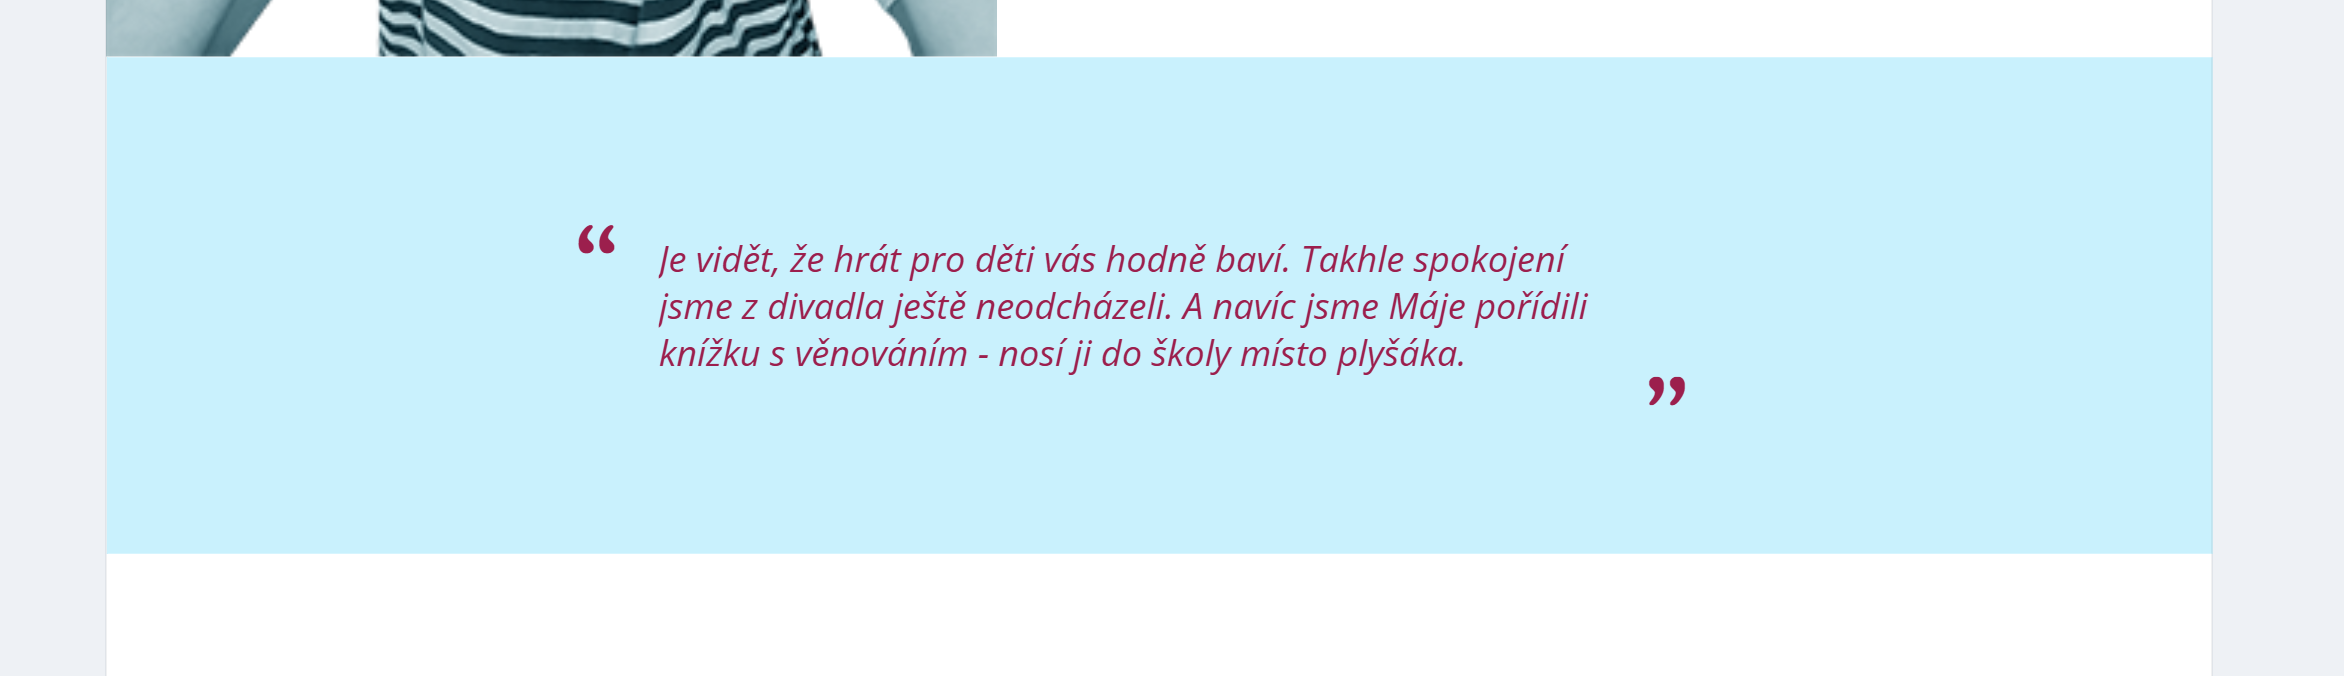 “ Je vidět, že hrát pro děti vás hodně baví. Takhle spokojení
jsme z divadla ještě neodcházeli. A navíc jsme Máje pořídili
knížku s věnováním - nosí ji do školy místo plyšáka. ”